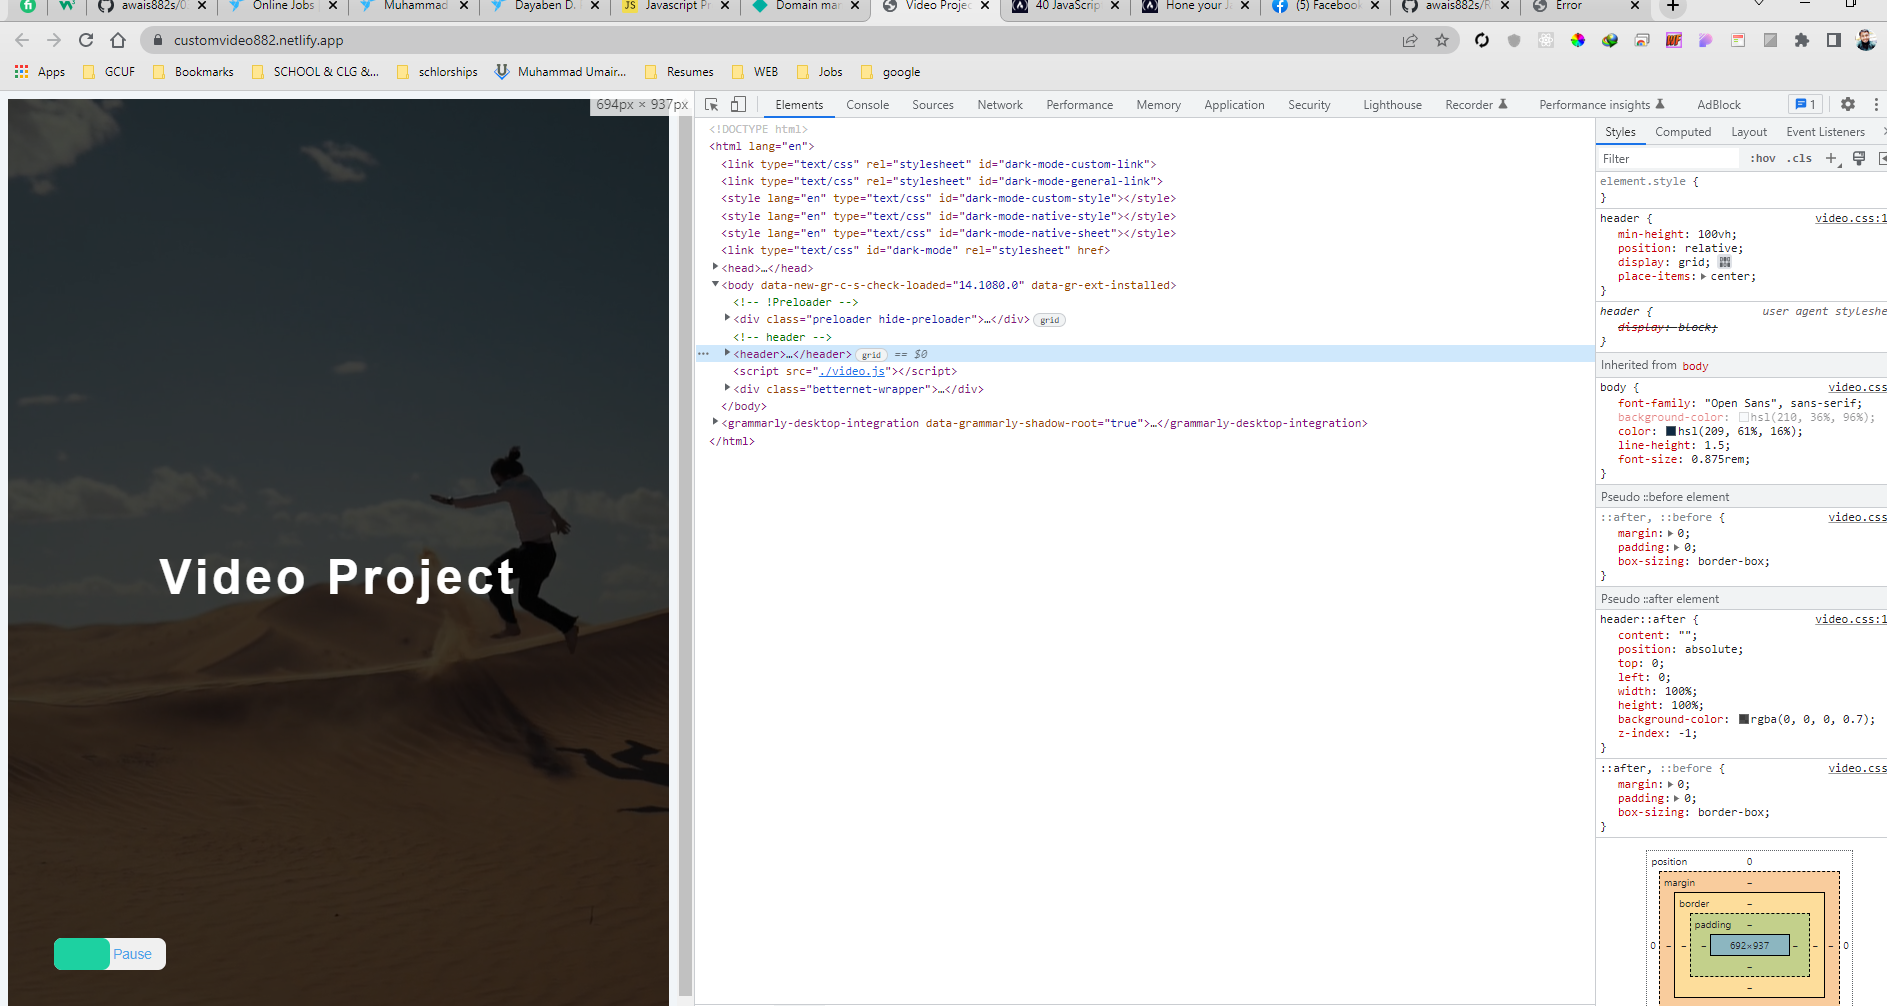 awais882s/0
Online Jobs
Muhammad
Dayaben D.
JS Javascript Pr
Domain mar
Video Projec
40 JavaScrip
Hone your J
(5) Facebook
awais882s/R
Error
customvideo882.netlify.app
Apps GCUF Bookmarks SCHOOL & CLG &... schlorships Muhammad Umair... Resumes WEB Jobs google
694px × 937px
Video Project
Pause
Elements Console Sources Network Performance Memory Application Security Lighthouse Recorder Performance insights AdBlock 1
<!DOCTYPE html>
<html lang="en">
<link type="text/css" rel="stylesheet" id="dark-mode-custom-link">
<link type="text/css" rel="stylesheet" id="dark-mode-general-link">
<style lang="en" type="text/css" id="dark-mode-custom-style"></style>
<style lang="en" type="text/css" id="dark-mode-native-style"></style>
<style lang="en" type="text/css" id="dark-mode-native-sheet"></style>
<link type="text/css" id="dark-mode" rel="stylesheet" href>
<head>…</head>
<body data-new-gr-c-s-check-loaded="14.1080.0" data-gr-ext-installed>
<!-- !Preloader -->
<div class="preloader hide-preloader">…</div> grid
<!-- header -->
<header>…</header> grid == $0
<script src="./video.js"></script>
<div class="betternet-wrapper">…</div>
</body>
<grammarly-desktop-integration data-grammarly-shadow-root="true">…</grammarly-desktop-integration>
</html>
Styles Computed Layout Event Listeners
Filter :hov .cls
element.style {
}
header { video.css:1
min-height: 100vh;
position: relative;
display: grid;
place-items: center;
}
header { user agent styleshe
display: block;
}
Inherited from body
body { video.css
font-family: "Open Sans", sans-serif;
background-color: hsl(210, 36%, 96%);
color: hsl(209, 61%, 16%);
line-height: 1.5;
font-size: 0.875rem;
}
Pseudo ::before element
::after, ::before { video.css
margin: 0;
padding: 0;
box-sizing: border-box;
}
Pseudo ::after element
header::after { video.css:1
content: "";
position: absolute;
top: 0;
left: 0;
width: 100%;
height: 100%;
background-color: rgba(0, 0, 0, 0.7);
z-index: -1;
}
::after, ::before { video.css
margin: 0;
padding: 0;
box-sizing: border-box;
}
position 0
margin –
border –
padding –
0 – – – 692×937 – – – 0
–
–